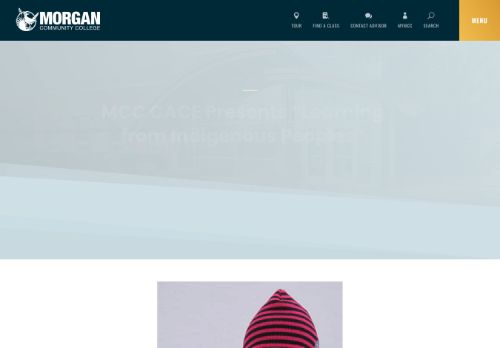 MORGAN
COMMUNITY COLLEGE
TOUR
FIND A CLASS
CONTACT ADVISOR
MYMCC
SEARCH
MENU
MCC CACE Presents "Learning
from Indigenous Peoples"